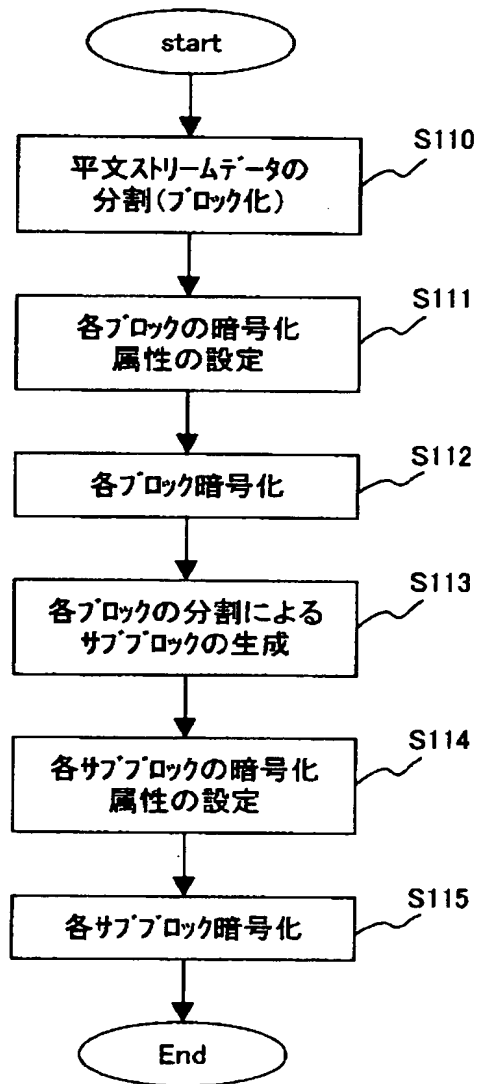 start
S110
平文ストリームデータの
分割(ブロック化)
S111
各ブロックの暗号化
属性の設定
S112
各ブロック暗号化
S113
各ブロックの分割による
サブブロックの生成
S114
各サブブロックの暗号化
属性の設定
S115
各サブブロック暗号化
End